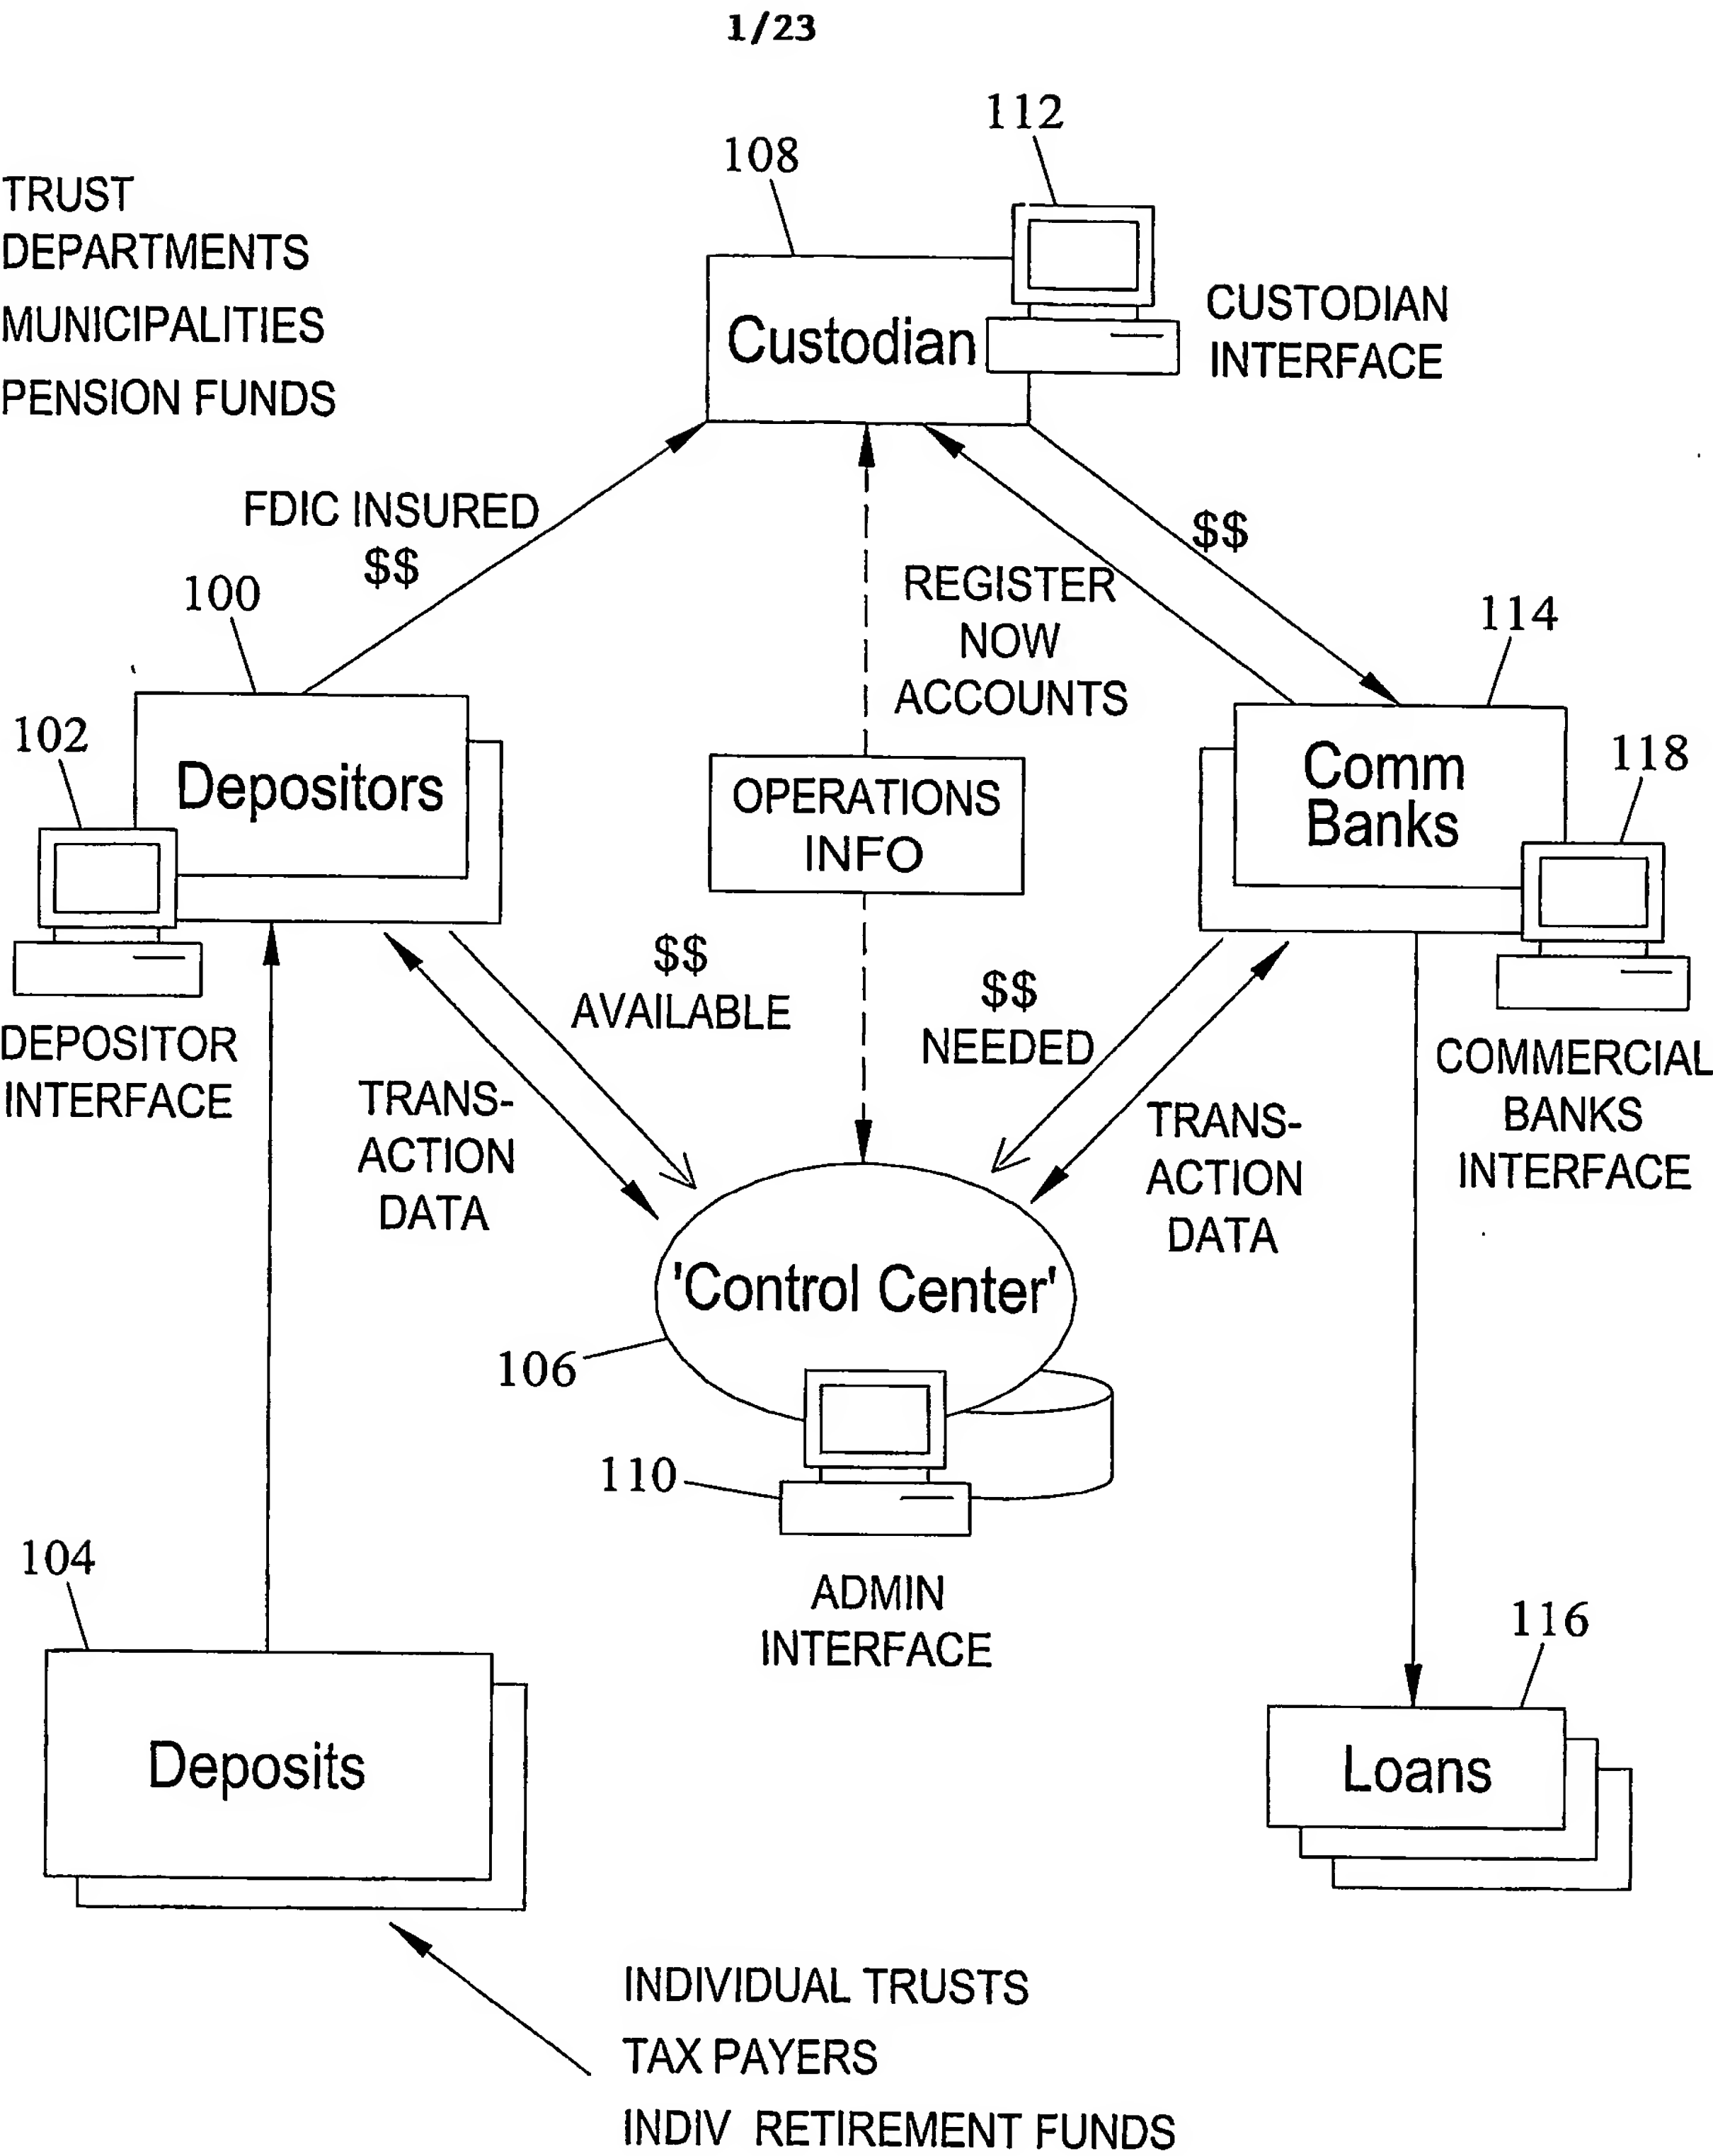 1/23
112
108
TRUST
DEPARTMENTS
MUNICIPALITIES
PENSION FUNDS
Custodian
CUSTODIAN
INTERFACE
FDIC INSURED
$$
$$
100
REGISTER
NOW
ACCOUNTS
114
102
Depositors
OPERATIONS
INFO
Comm
Banks
118
$$
AVAILABLE
$$
NEEDED
DEPOSITOR
INTERFACE
COMMERCIAL
BANKS
INTERFACE
TRANS-
ACTION
DATA
TRANS-
ACTION
DATA
'Control Center'
106
110
ADMIN
INTERFACE
104
Deposits
116
Loans
INDIVIDUAL TRUSTS
TAX PAYERS
INDIV RETIREMENT FUNDS